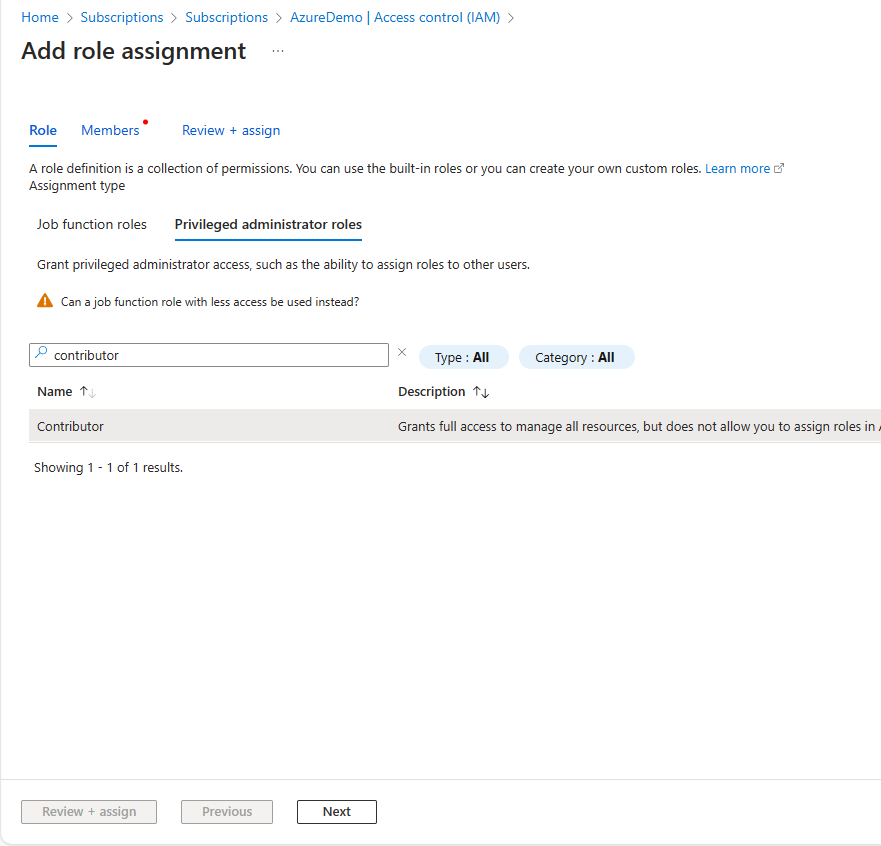 Home > Subscriptions > Subscriptions > AzureDemo | Access control (IAM) >
Add role assignment ...
Role Members Review + assign
A role definition is a collection of permissions. You can use the built-in roles or you can create your own custom roles. Learn more
Assignment type
Job function roles Privileged administrator roles
Grant privileged administrator access, such as the ability to assign roles to other users.
Can a job function role with less access be used instead?
contributor Type : All Category : All
Name ↑↓ Description ↑↓
Contributor Grants full access to manage all resources, but does not allow you to assign roles in
Showing 1 - 1 of 1 results.
Review + assign Previous Next